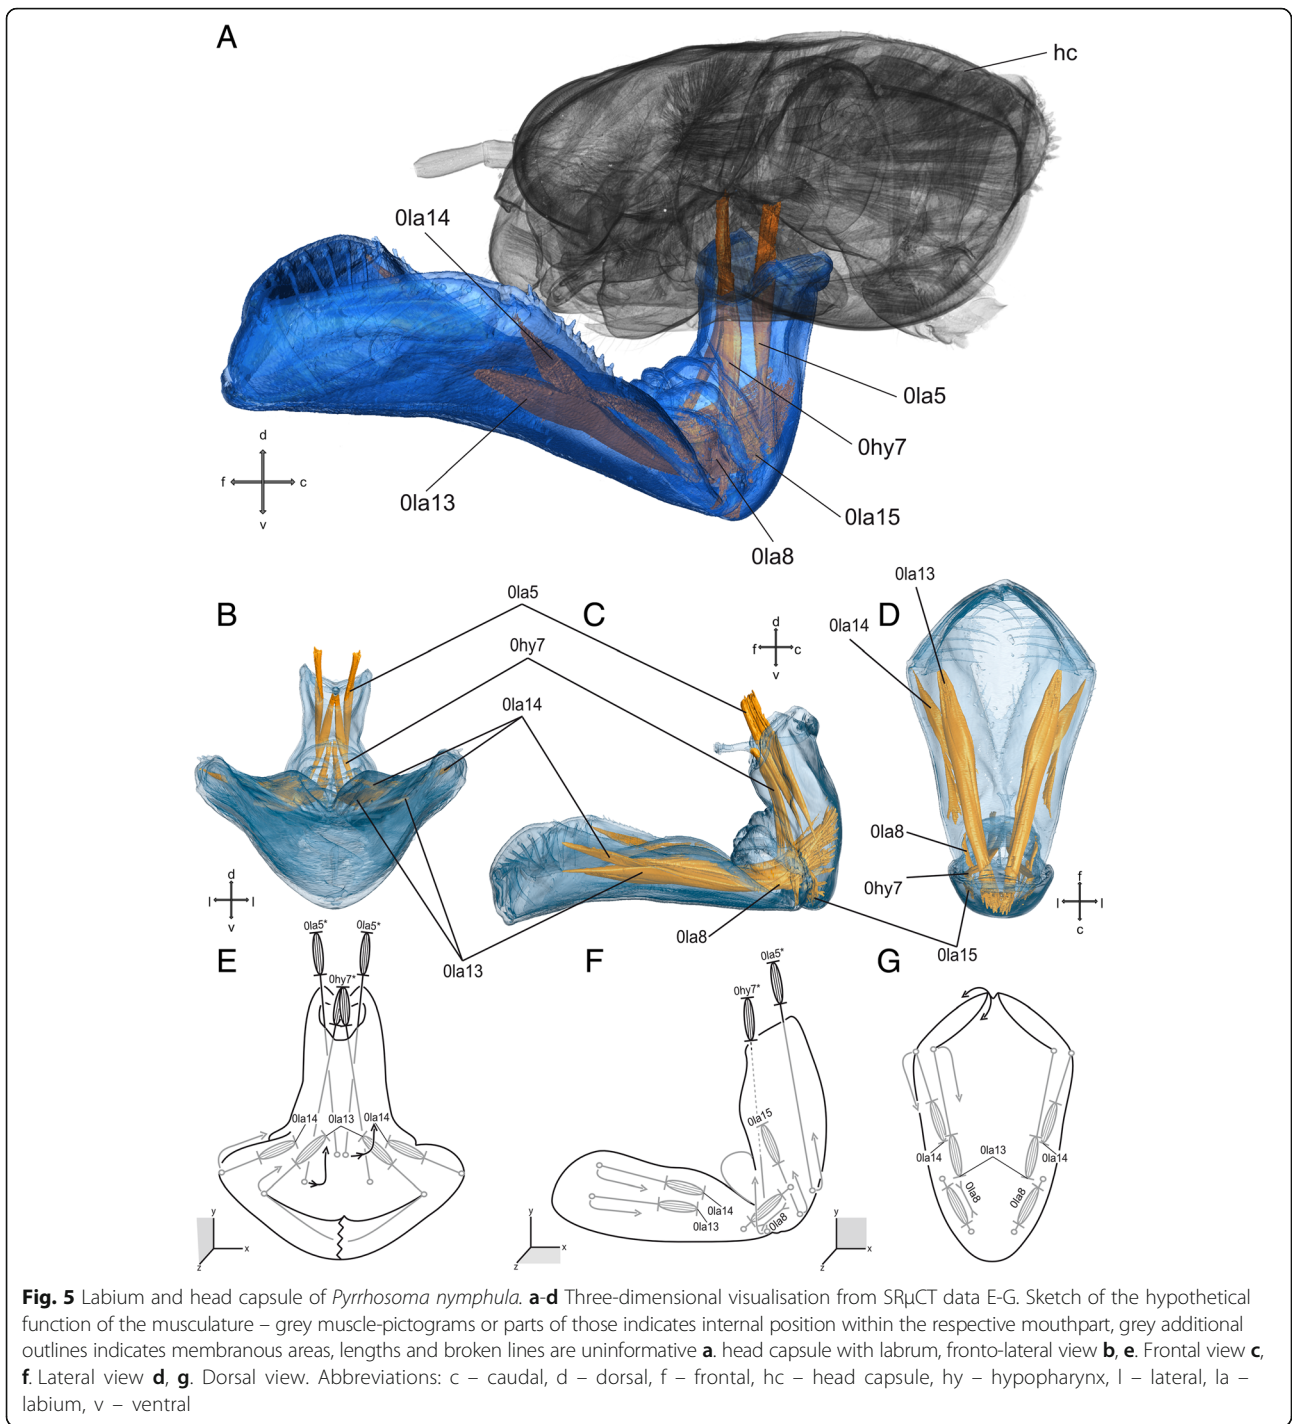 A
hc
0la14
0la5
0hy7
0la13
0la15
0la8
d
f c
v
B
C
D
0la5
0hy7
0la14
0la13
0la14
d
f c
v
0la8
0hy7
0la8
0la15
0la13
d
l l
v
f
l l
c
E
F
G
0la5*
0la5*
0hy7*
0la14
0la13
0la14
y
x
z
0hy7*
0la5*
0la15
0la14
0la13
0la8
y
x
z
0la14
0la13
0la14
0la8
0la8
y
x
z
Fig. 5 Labium and head capsule of Pyrrhosoma nymphula. a-d Three-dimensional visualisation from SRμCT data E-G. Sketch of the hypothetical
function of the musculature – grey muscle-pictograms or parts of those indicates internal position within the respective mouthpart, grey additional
outlines indicates membranous areas, lengths and broken lines are uninformative a. head capsule with labrum, fronto-lateral view b, e. Frontal view c,
f. Lateral view d, g. Dorsal view. Abbreviations: c – caudal, d – dorsal, f – frontal, hc – head capsule, hy – hypopharynx, l – lateral, la –
labium, v – ventral